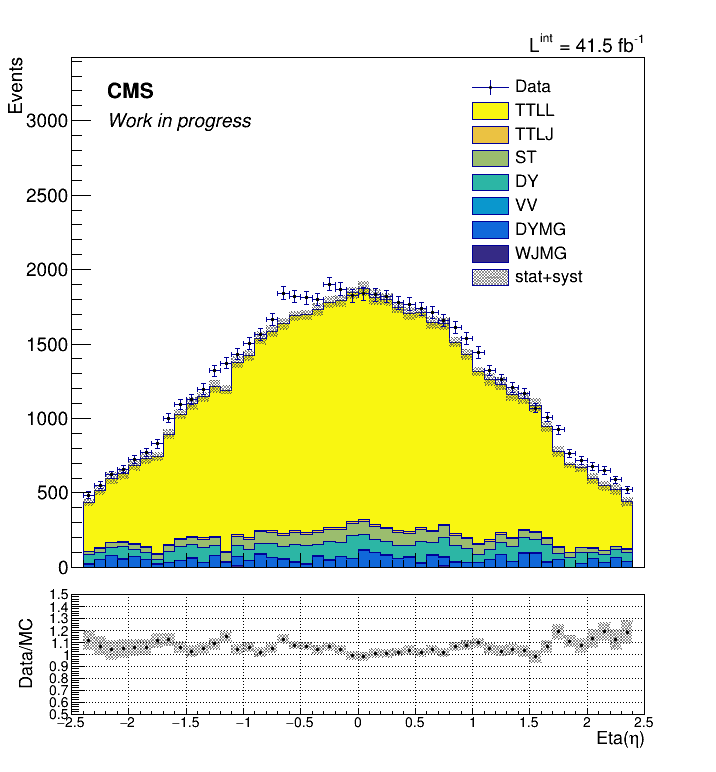 L^int = 41.5 fb^-1
Events
CMS
Work in progress
Data
TTLL
TTLJ
ST
DY
VV
DYMG
WJMG
stat+syst
3000
2500
2000
1500
1000
500
0
Data/MC
1.5
1.4
1.3
1.2
1.1
1
0.9
0.8
0.7
0.6
0.5
−2.5 −2 −1.5 −1 −0.5 0 0.5 1 1.5 2 2.5
Eta(η)